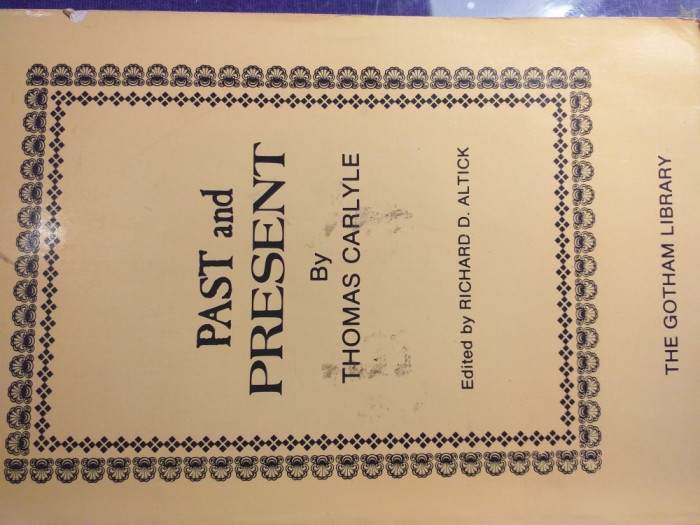 PAST and
PRESENT
By
THOMAS CARLYLE
Edited by RICHARD D. ALTICK
THE GOTHAM LIBRARY